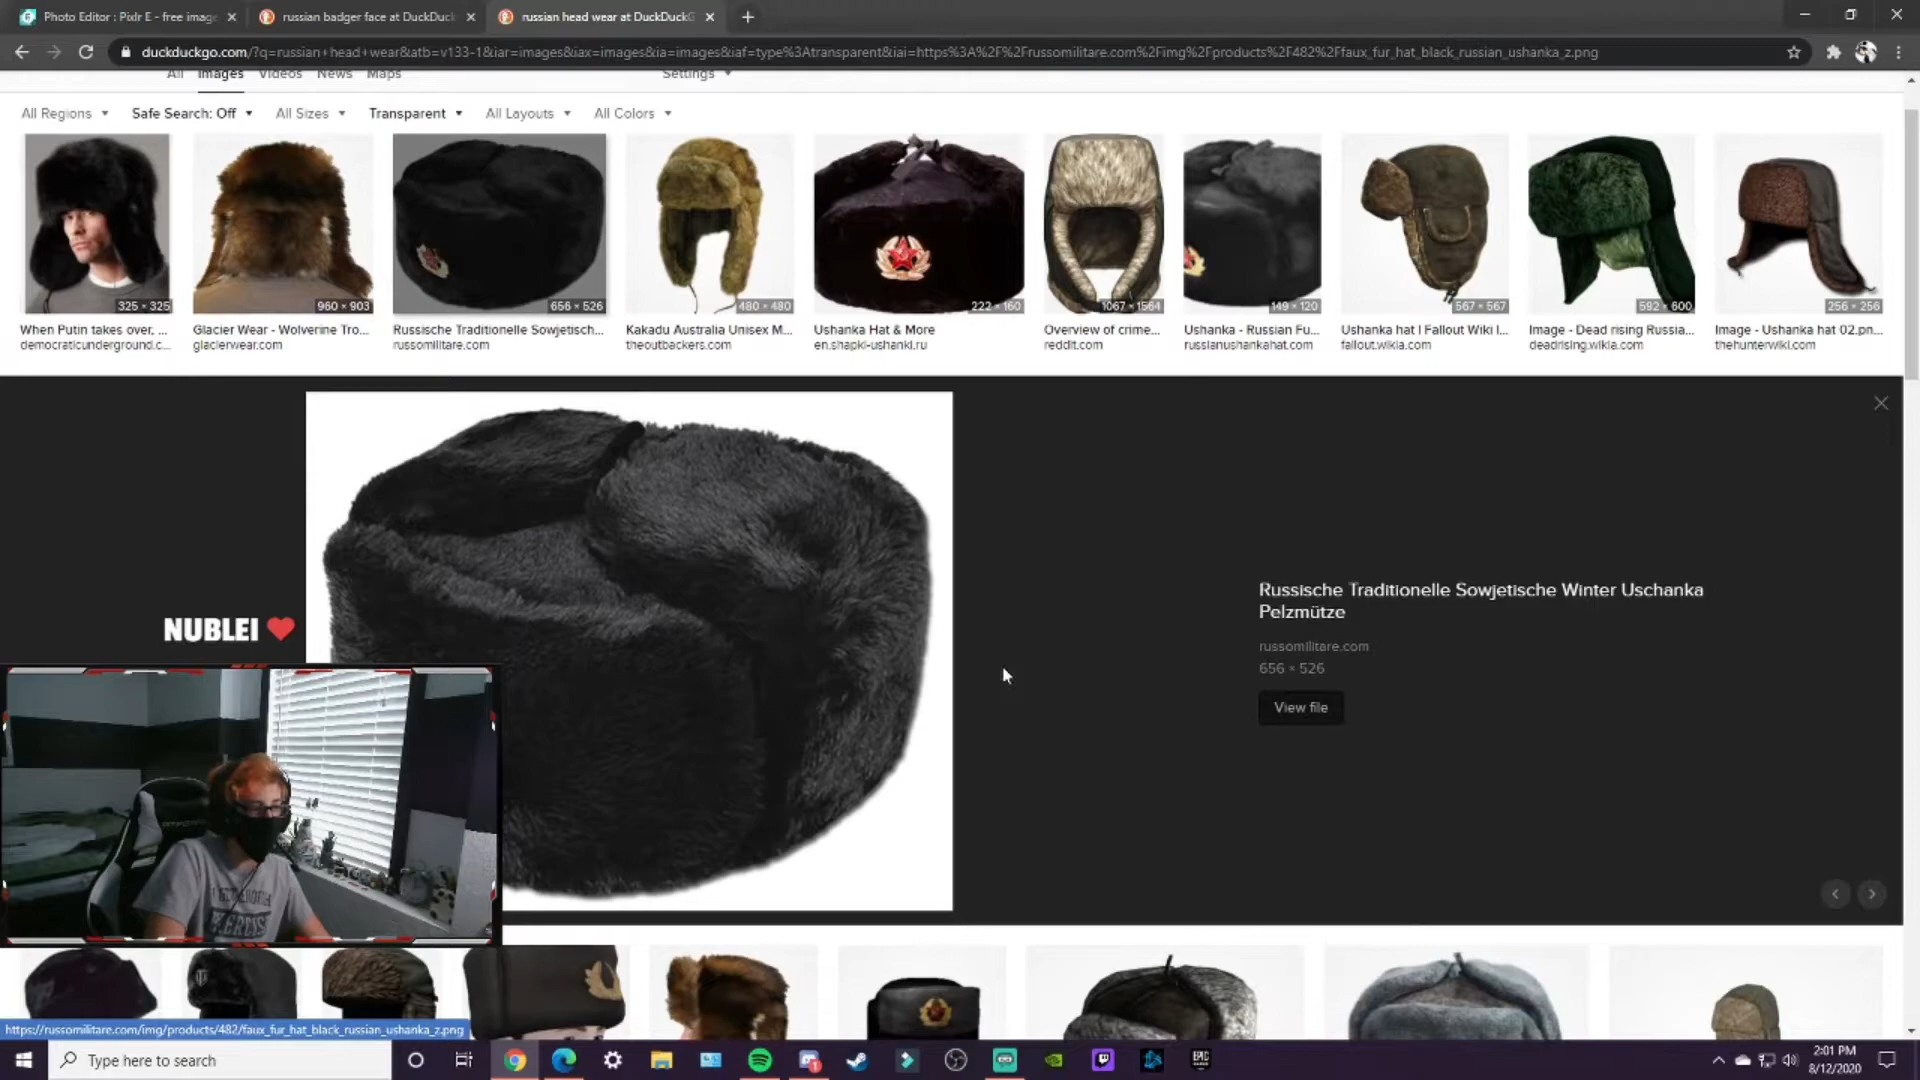 Photo Editor : Pixlr E - free image
russian badger face at DuckDuck
russian head wear at DuckDuckG
duckduckgo.com/?q=russian+head+wear&atb=v133-1&iar=images&iax=images&ia=images&iaf=type%3Atransparent&iai=https%3A%2F%2Frussomilitare.com%2Fimg%2Fproducts%2F482%2Ffaux_fur_hat_black_russian_ushanka_z.png
All Images Videos News Maps Settings
All Regions Safe Search: Off All Sizes Transparent All Layouts All Colors
325 × 325 960 × 903 656 × 526 480 × 480 222 × 160 1067 × 1564 149 × 120 567 × 567 592 × 600 256 × 256
When Putin takes over, ... Glacier Wear - Wolverine Tro... Russische Traditionelle Sowjetisch... Kakadu Australia Unisex M... Ushanka Hat & More Overview of crime... Ushanka - Russian Fu... Ushanka hat | Fallout Wiki |... Image - Dead rising Russia... Image - Ushanka hat 02.pn...
democraticunderground.c... glacierwear.com russomilitare.com theoutbackers.com en.shapki-ushanki.ru reddit.com russianushankahat.com fallout.wikia.com deadrising.wikia.com thehunterwiki.com
Russische Traditionelle Sowjetische Winter Uschanka
Pelzmütze
russomilitare.com
656 × 526
View file
NUBLEI
https://russomilitare.com/img/products/482/faux_fur_hat_black_russian_ushanka_z.png
Type here to search
2:01 PM
8/12/2020